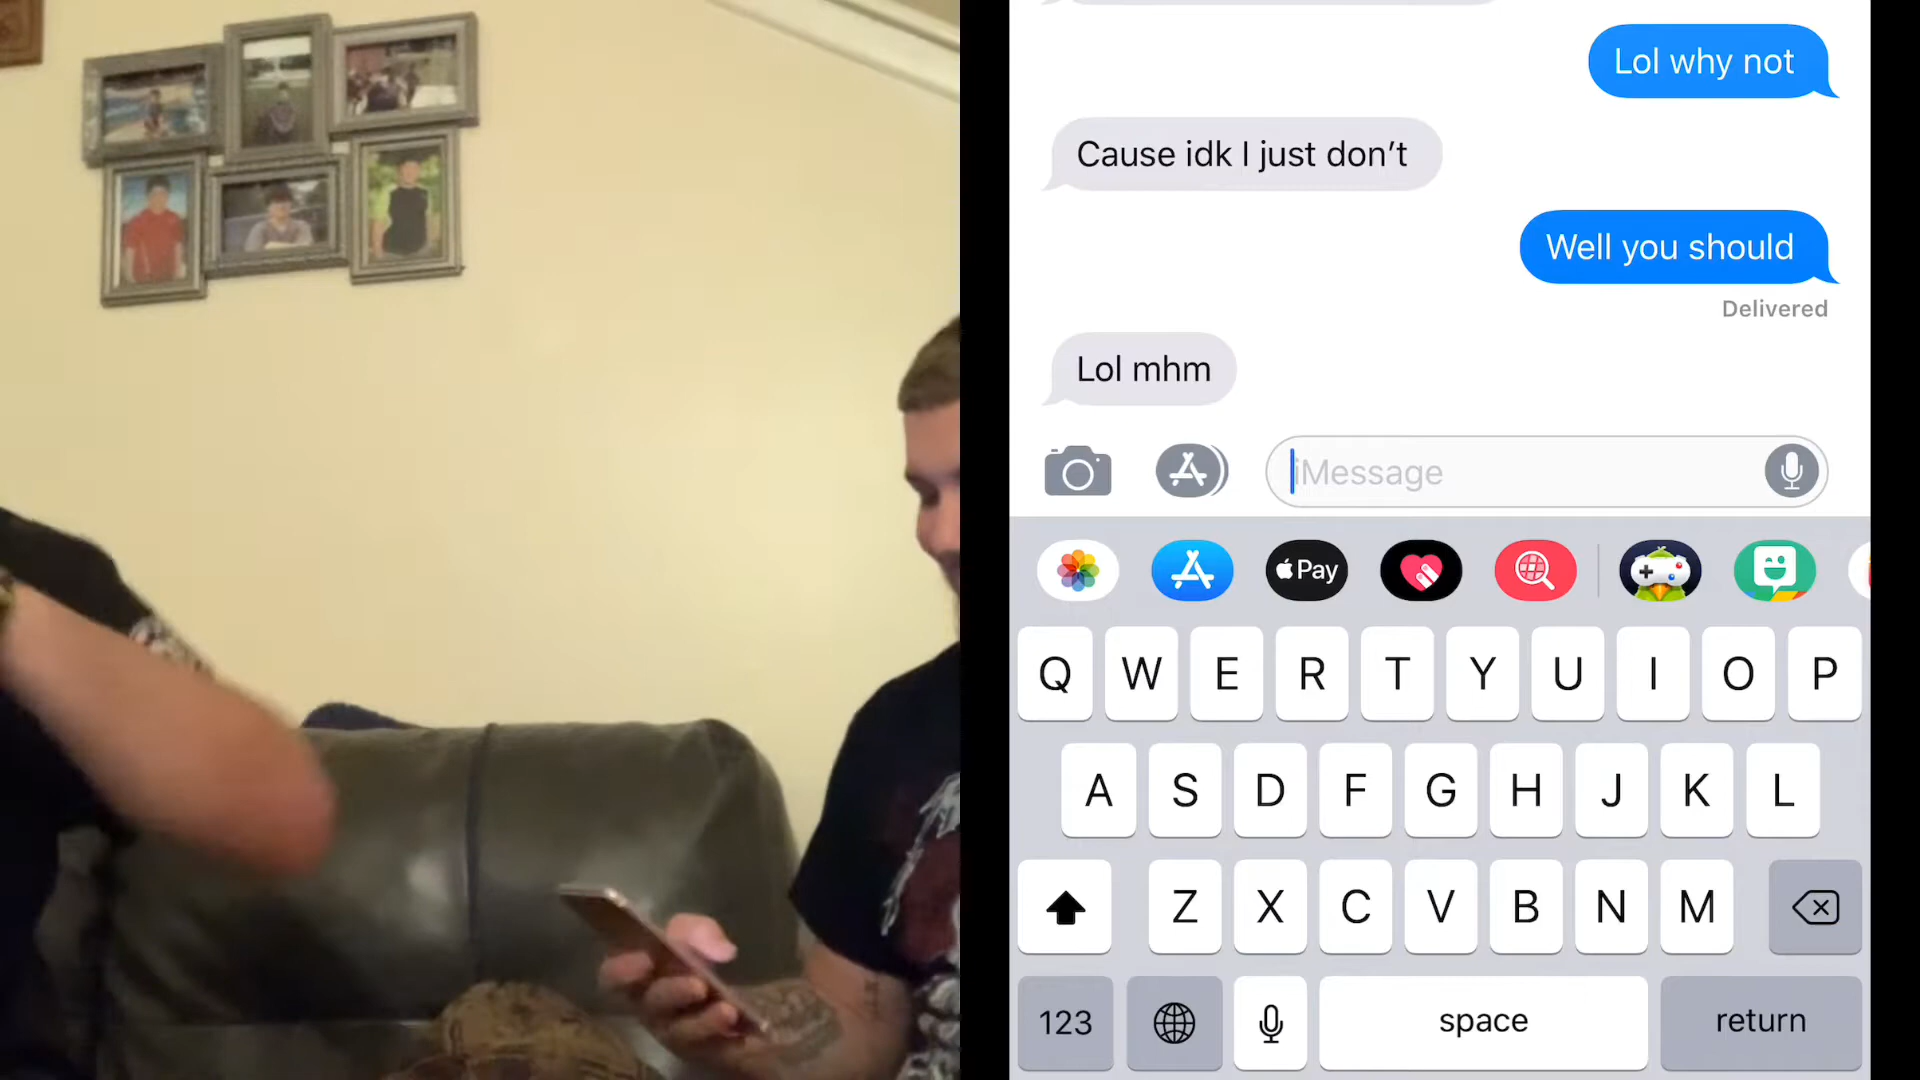 Lol why not
Cause idk I just don’t
Well you should
Delivered
Lol mhm
iMessage
Pay
Q W E R T Y U I O P
A S D F G H J K L
Z X C V B N M
123 space return